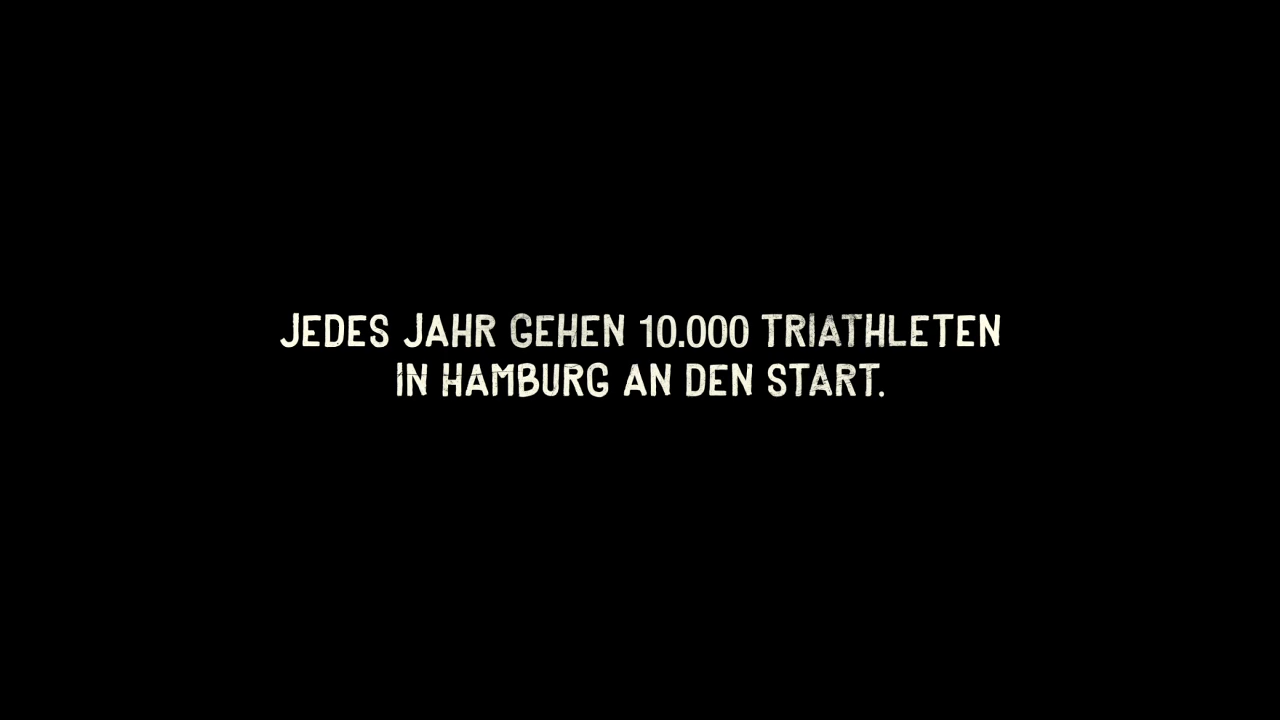 JEDES JAHR GEHEN 10.000 TRIATHLETEN
IN HAMBURG AN DEN START.